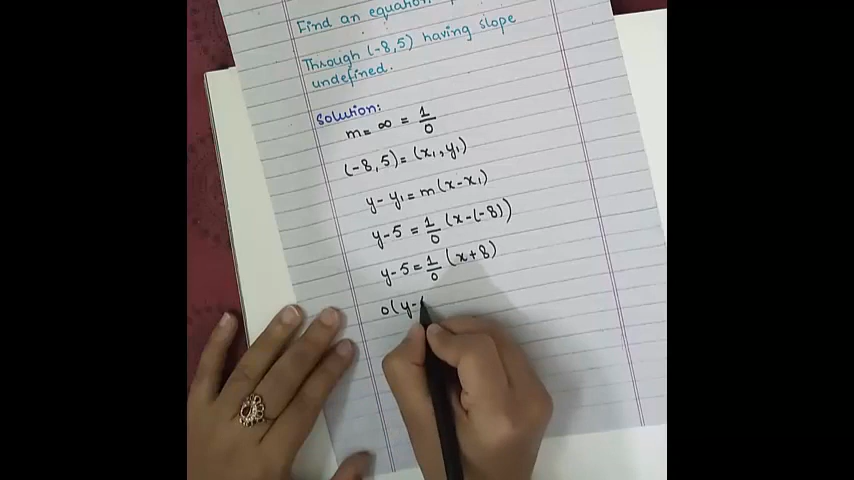 Find an equation
Through (-8,5) having slope
undefined.
Solution:
m = ∞ = 1/0
(-8,5) = (x₁, y₁)
y - y₁ = m(x - x₁)
y - 5 = 1/0 (x - (-8))
y - 5 = 1/0 (x + 8)
0(y -